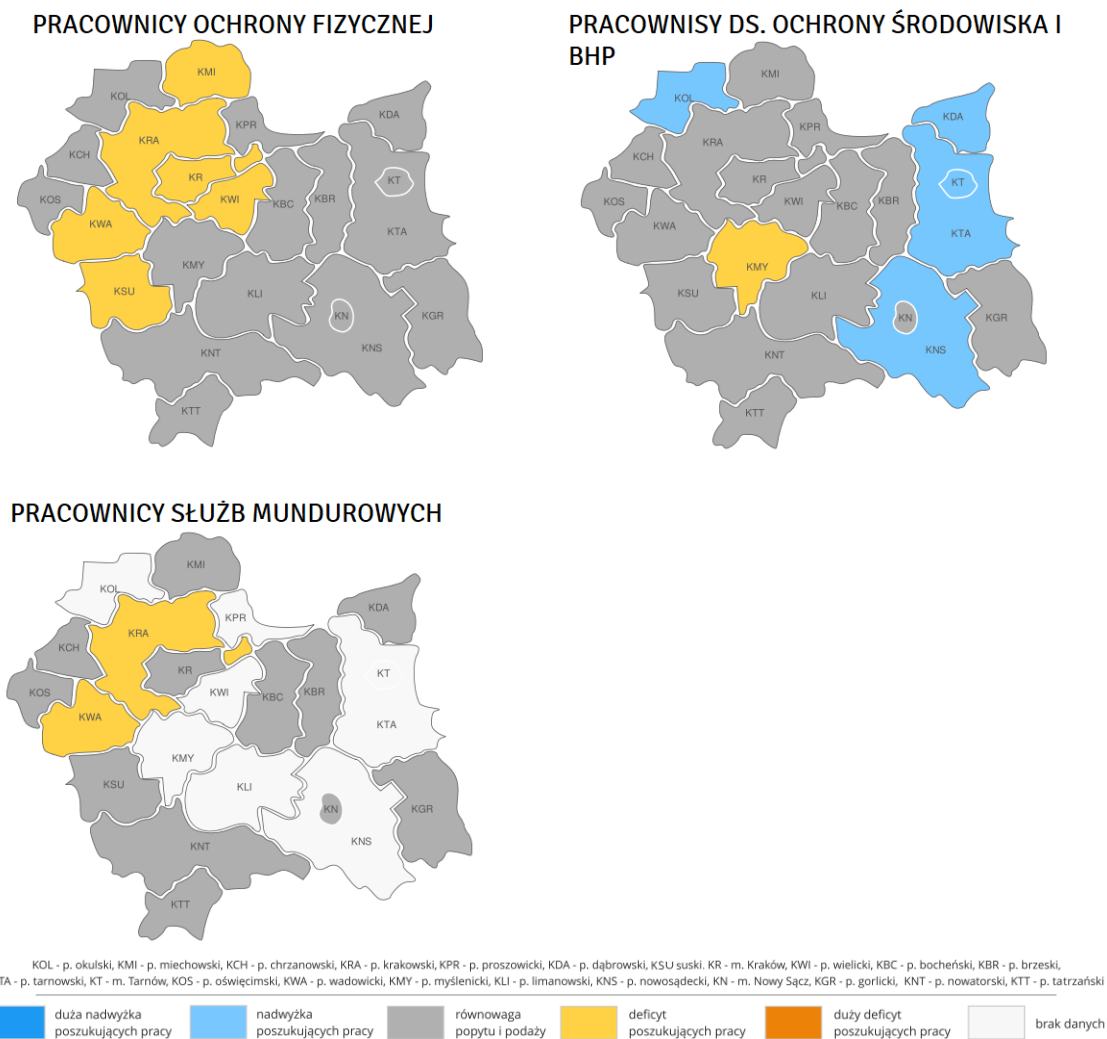 PRACOWNICY OCHRONY FIZYCZNEJ
PRACOWNISY DS. OCHRONY ŚRODOWISKA I
BHP
KMI
KOL
KPR
KDA
KRA
KCH
KR
KT
KOS
KWI
KBC
KBR
KWA
KTA
KMY
KSU
KLI
KN
KGR
KNS
KNT
KTT
KMI
KOL
KDA
KPR
KRA
KCH
KR
KT
KOS
KWI
KBC
KBR
KWA
KTA
KMY
KSU
KLI
KN
KGR
KNS
KNT
KTT
PRACOWNICY SŁUŻB MUNDUROWYCH
KMI
KOL
KPR
KDA
KRA
KCH
KR
KT
KOS
KWI
KBC
KBR
KWA
KTA
KMY
KSU
KLI
KN
KGR
KNS
KNT
KTT
KOL - p. okulski, KMI - p. miechowski, KCH - p. chrzanowski, KRA - p. krakowski, KPR - p. proszowicki, KDA - p. dąbrowski, KSU suski. KR - m. Kraków, KWI - p. wielicki, KBC - p. bocheński, KBR - p. brzeski,
TA - p. tarnowski, KT - m. Tarnów, KOS - p. oświęcimski, KWA - p. wadowicki, KMY - p. myślenicki, KLI - p. limanowski, KNS - p. nowosądecki, KN - m. Nowy Sącz, KGR - p. gorlicki, KNT - p. nowatorski, KTT - p. tatrzański
duża nadwyżka
poszukujących pracy
nadwyżka
poszukujących pracy
równowaga
popytu i podaży
deficyt
poszukujących pracy
duży deficyt
poszukujących pracy
brak danych